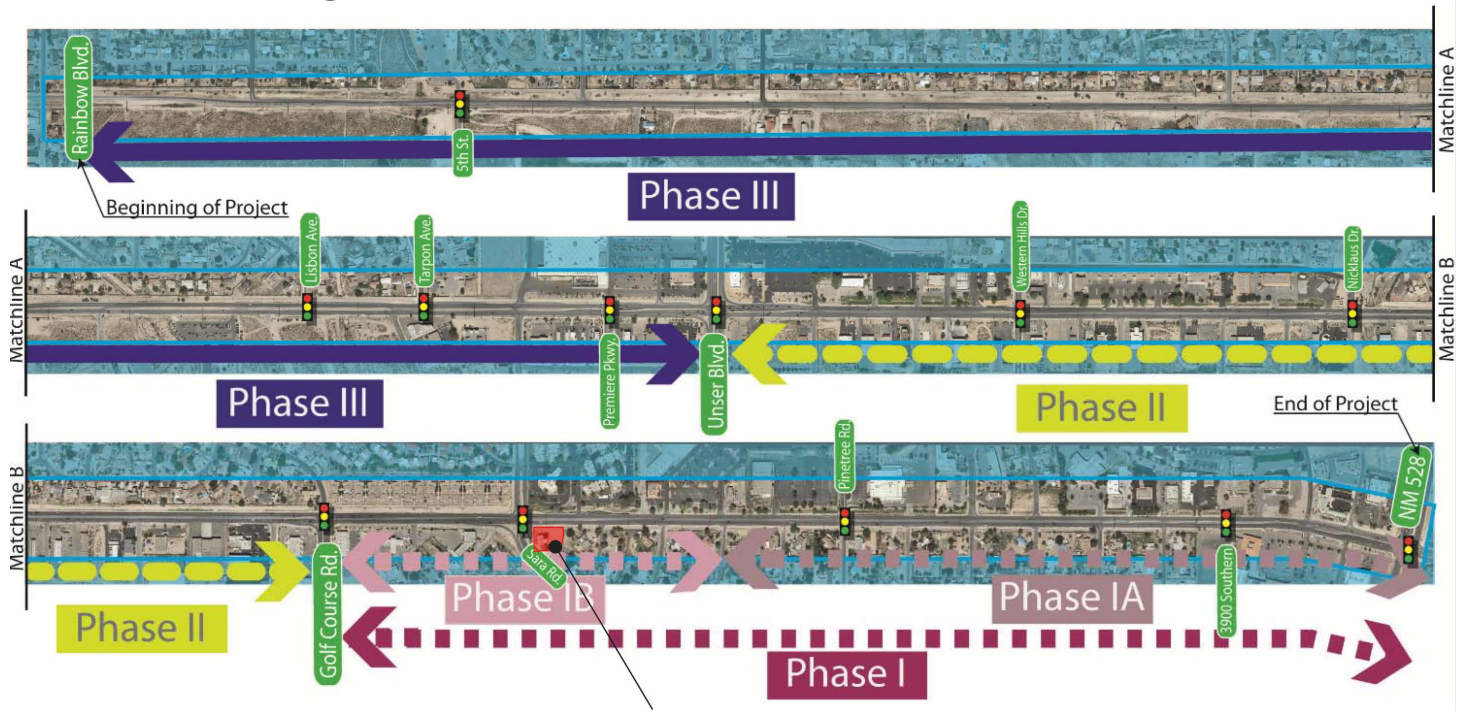 Rainbow Blvd.
5th St.
Matchline A
Phase III
Beginning of Project
Matchline A
Lisbon Ave.
Tarpon Ave.
Premiere Pkwy.
Unser Blvd.
Western Hills Dr.
Nicklaus Dr.
Matchline B
Phase III
Phase II
End of Project
Matchline B
Golf Course Rd.
Sara Rd.
Pinetree Rd.
3900 Southern
NM 528
Phase IB
Phase IA
Phase II
Phase I